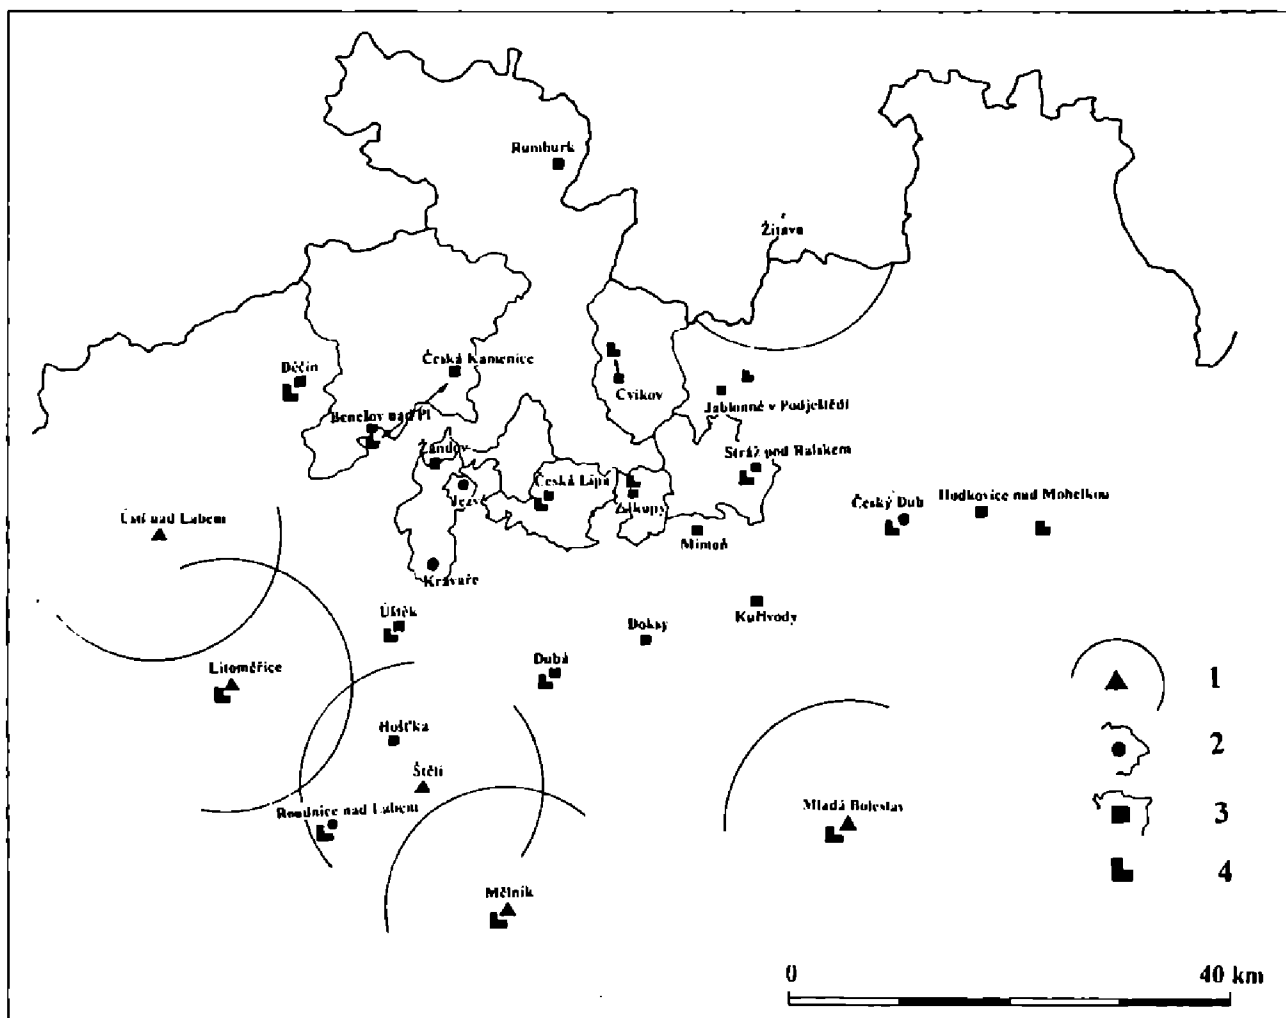 Rumburk
Žitava
Česká Kamenice
Děčín
Cvikov
Jablonné v Podještědí
Benešov nad Pl
Žandov
Stráž pod Ralskem
Česká Lípa
Jezvé
Zákupy
Český Dub
Hodkovice nad Mohelkou
Ústí nad Labem
Mimoň
Kravaře
Úštěk
Doksy
Kuřívody
Litoměřice
Dubá
1
Hoštka
2
Štětí
Roudnice nad Labem
Mladá Boleslav
3
4
Mělník
0
40 km